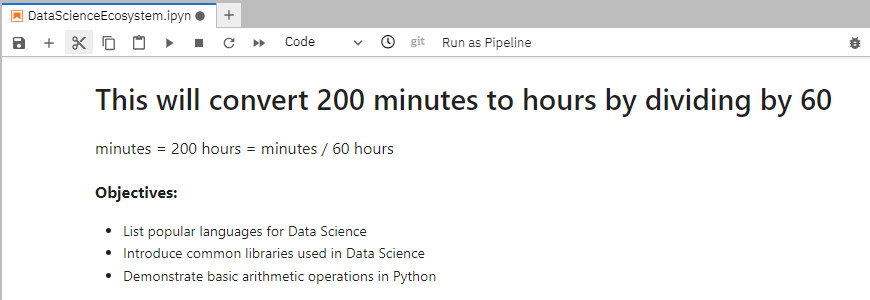 DataScienceEcosystem.ipyn
Code git Run as Pipeline
This will convert 200 minutes to hours by dividing by 60
minutes = 200 hours = minutes / 60 hours
Objectives:
List popular languages for Data Science
Introduce common libraries used in Data Science
Demonstrate basic arithmetic operations in Python